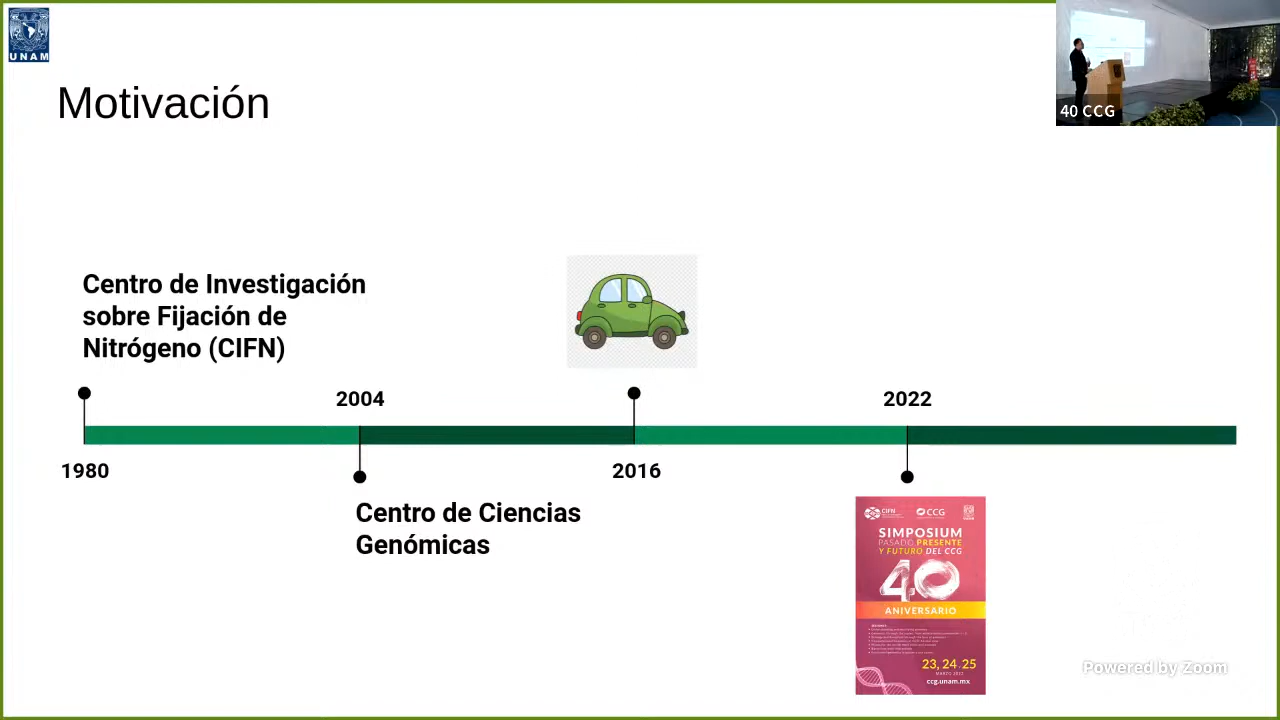 UNAM
40 CCG
Motivación
Centro de Investigación
sobre Fijación de
Nitrógeno (CIFN)
2004
2022
1980
2016
Centro de Ciencias
Genómicas
CIFN
CCG
SIMPOSIUM
PASADO PRESENTE
Y FUTURO DEL CCG
40
ANIVERSARIO
23, 24, 25
MARZO 2022
ccg.unam.mx
Powered by Zoom